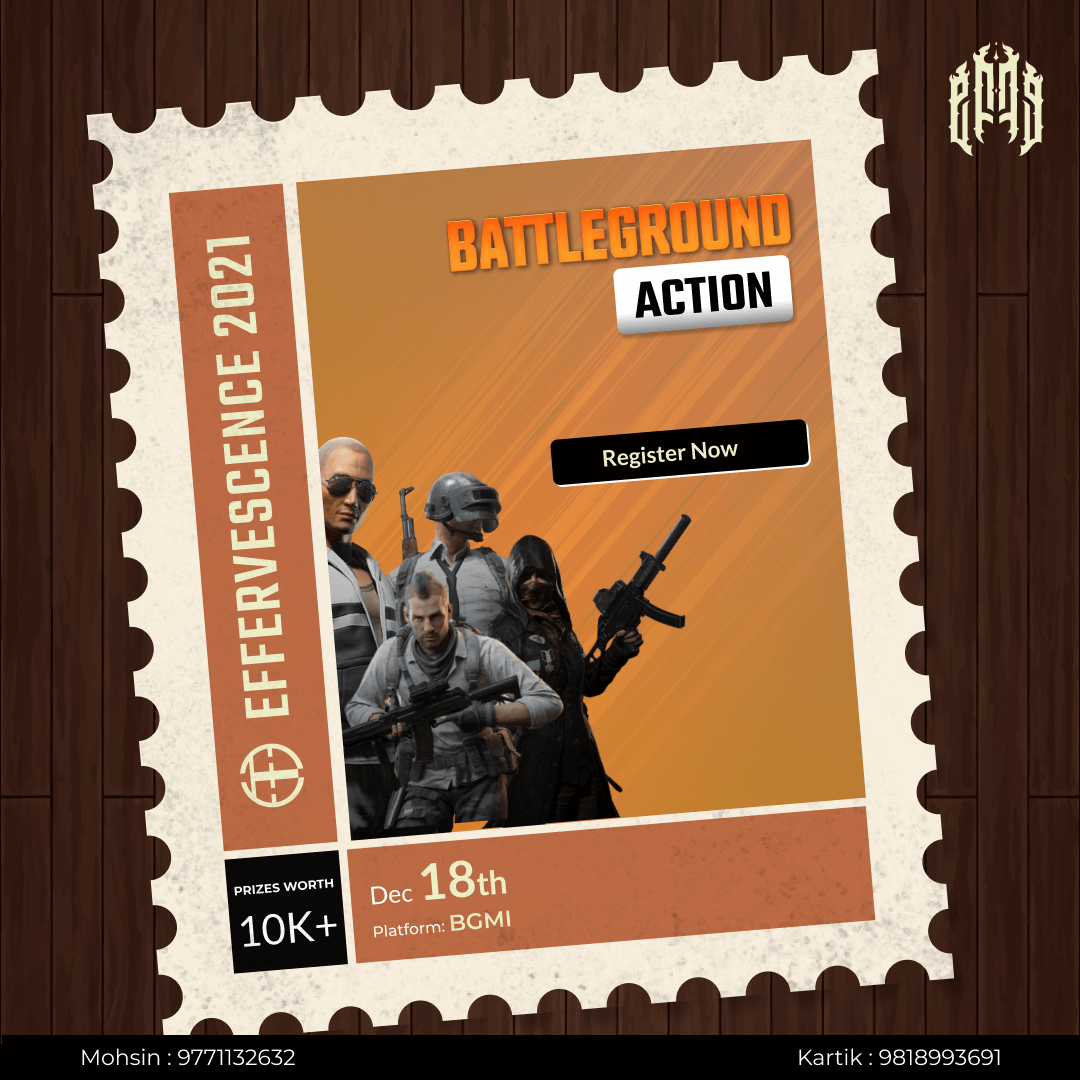 EFFERVESCENCE 2021
BATTLEGROUND
ACTION
Register Now
PRIZES WORTH
10K+
Dec 18th
Platform: BGMI
Mohsin : 9771132632
Kartik : 9818993691